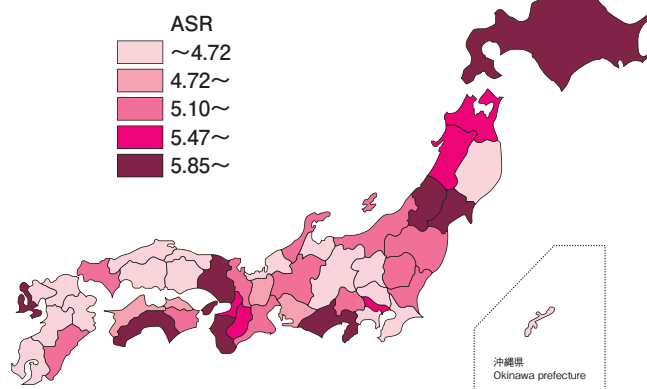 ASR
〜4.72
4.72〜
5.10〜
5.47〜
5.85〜
沖縄県
Okinawa prefecture